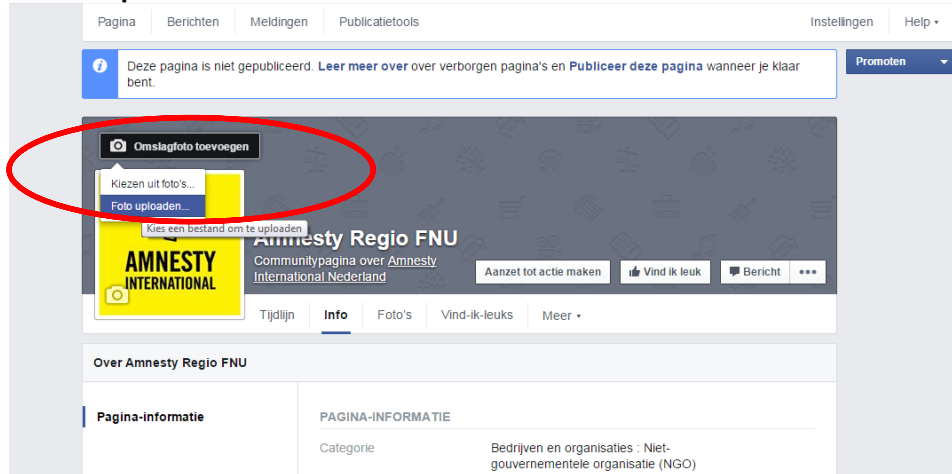 Pagina Berichten Meldingen Publicatietools Instellingen Help
Deze pagina is niet gepubliceerd. Leer meer over over verborgen pagina's en Publiceer deze pagina wanneer je klaar
bent.
Promoten
Omslagfoto toevoegen
Kiezen uit foto's...
Foto uploaden...
Kies een bestand om te uploaden
AMNESTY
INTERNATIONAL
Amnesty Regio FNU
Communitypagina over Amnesty
International Nederland
Aanzet tot actie maken Vind ik leuk Bericht •••
Tijdlijn Info Foto's Vind-ik-leuks Meer
Over Amnesty Regio FNU
Pagina-informatie
PAGINA-INFORMATIE
Categorie Bedrijven en organisaties : Niet-
gouvernementele organisatie (NGO)